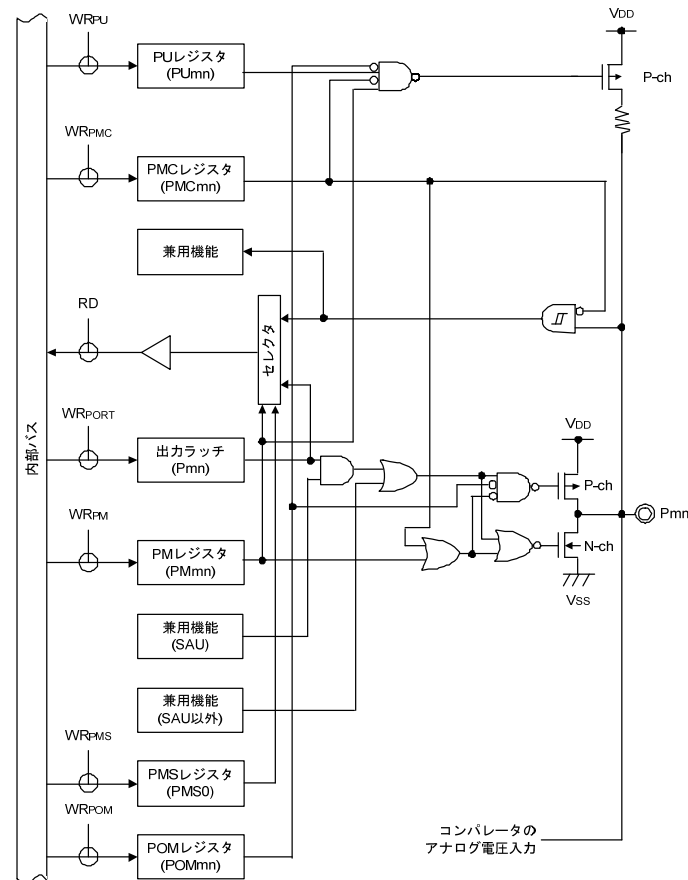 WRPU
VDD
PUレジスタ
(PUmn)
P-ch
WRPMC
PMCレジスタ
(PMCmn)
兼用機能
RD
セレクタ
WRPORT
VDD
内部バス
出力ラッチ
(Pmn)
P-ch
Pmn
WRPM
PMレジスタ
(PMmn)
N-ch
VSS
兼用機能
(SAU)
兼用機能
(SAU以外)
WRPMS
PMSレジスタ
(PMS0)
WRPOM
POMレジスタ
(POMmn)
コンパレータの
アナログ電圧入力